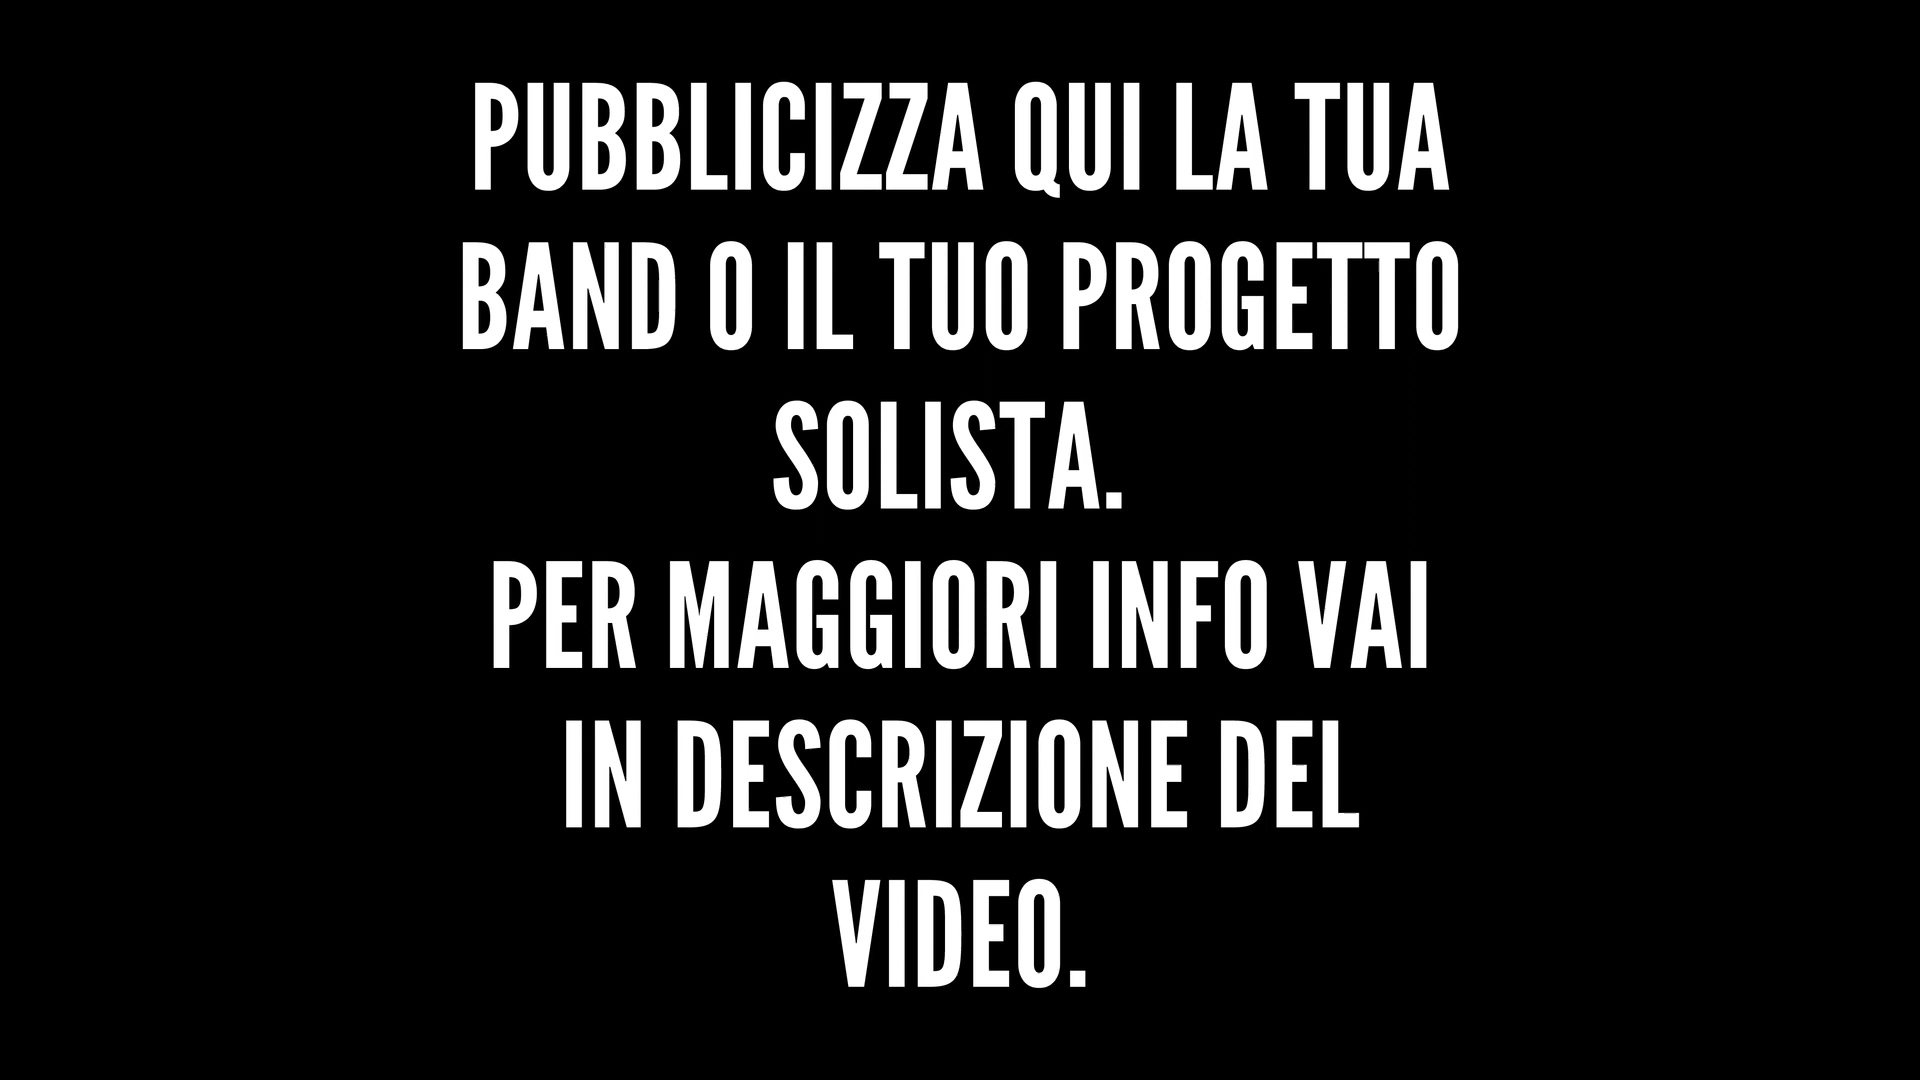 PUBBLICIZZA QUI LA TUA
BAND O IL TUO PROGETTO
SOLISTA.
PER MAGGIORI INFO VAI
IN DESCRIZIONE DEL
VIDEO.